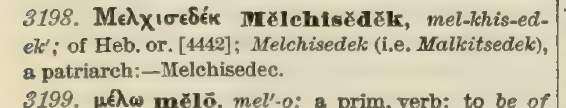 3198. Μελχισεδέκ Mĕlchisĕdĕk, mel-khis-ed-
ek'; of Heb. or. [4442]; Melchisedek (i.e. Malkitsedek),
a patriarch:—Melchisedec.
3199. μέλω mĕlō, mel'-o; a prim. verb; to be of